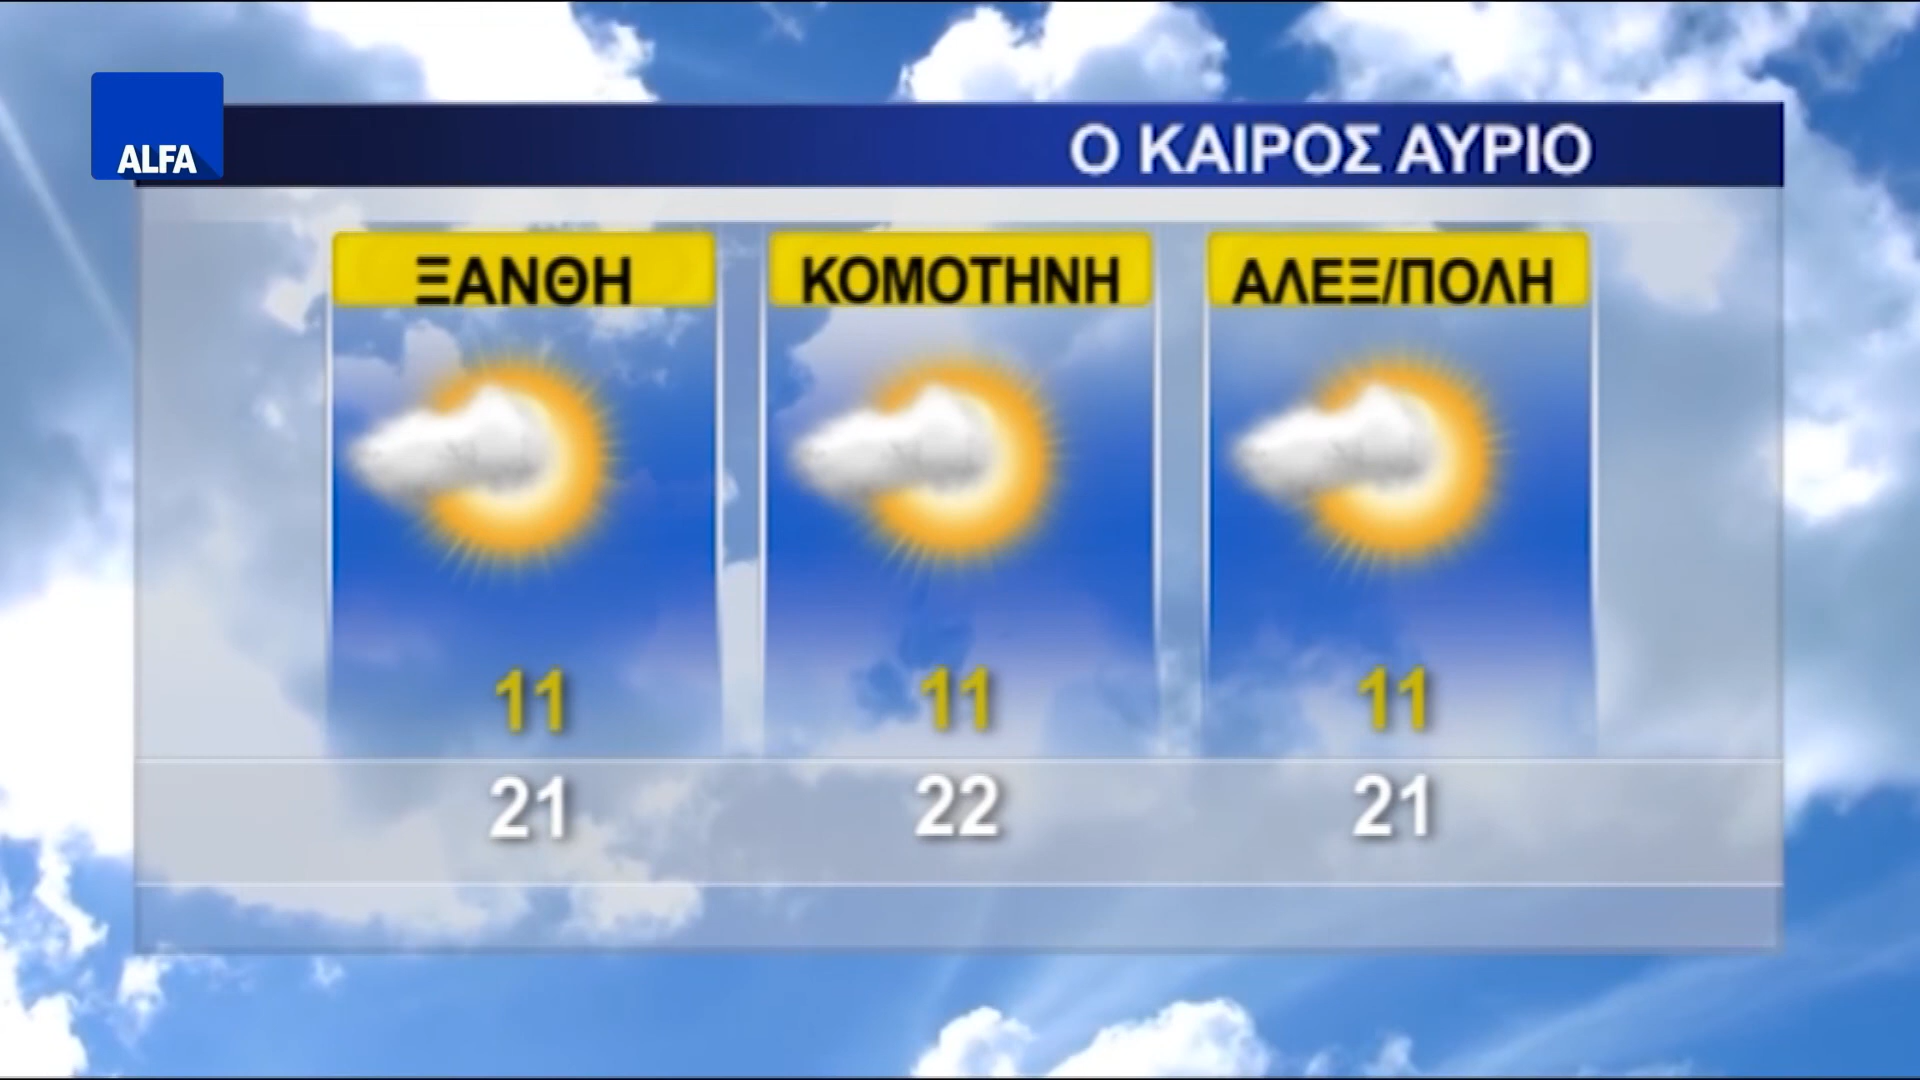 ALFA
Ο ΚΑΙΡΟΣ ΑΥΡΙΟ
ΞΑΝΘΗ
ΚΟΜΟΤΗΝΗ
ΑΛΕΞ/ΠΟΛΗ
11 11 11
21 22 21